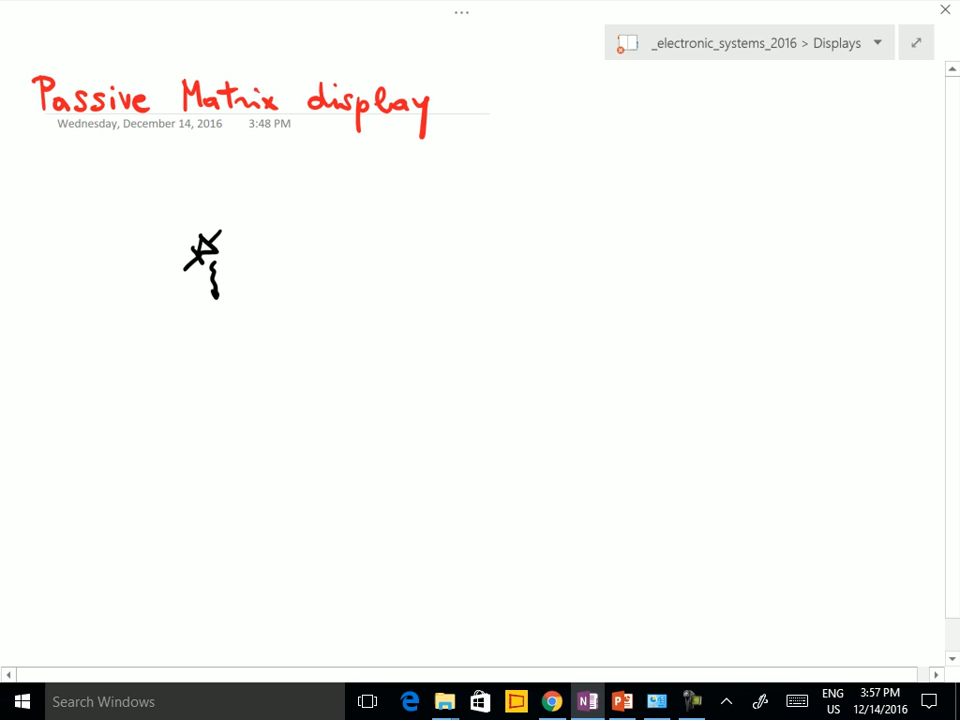 ...
_electronic_systems_2016 > Displays
Passive Matrix display
Wednesday, December 14, 2016 3:48 PM
Search Windows
ENG
US
3:57 PM
12/14/2016